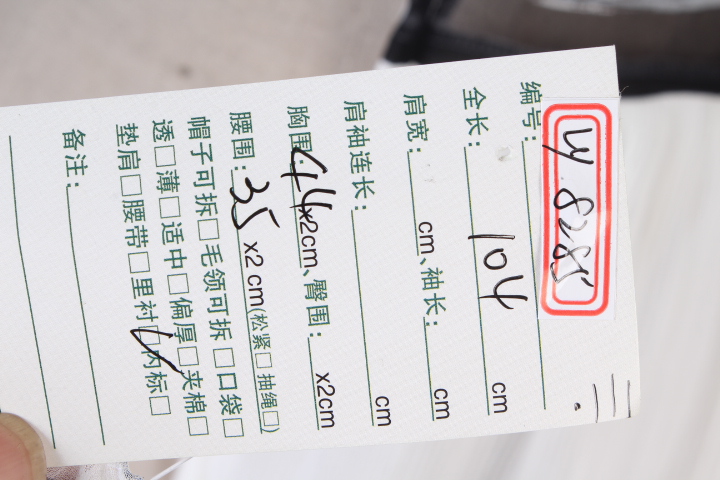 编号: W 8285
全长: 104 cm
肩宽: cm、袖长: cm
肩袖连长: cm
胸围: 44 x2cm、臀围: x2cm
腰围: 35 x2 cm(松紧□ 抽绳□)
帽子可拆□毛领可拆□口袋□
透□薄□适中□偏厚□夹棉□
垫肩□腰带□里衬☑内标□
备注: